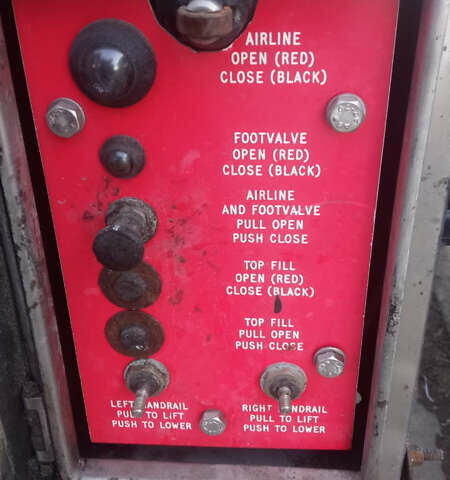 AIRLINE
OPEN (RED)
CLOSE (BLACK)
FOOTVALVE
OPEN (RED)
CLOSE (BLACK)
AIRLINE
AND FOOTVALVE
PULL OPEN
PUSH CLOSE
TOP FILL
OPEN (RED)
CLOSE (BLACK)
TOP FILL
PULL OPEN
PUSH CLOSE
LEFT HANDRAIL
PULL TO LIFT
PUSH TO LOWER
RIGHT HANDRAIL
PULL TO LIFT
PUSH TO LOWER